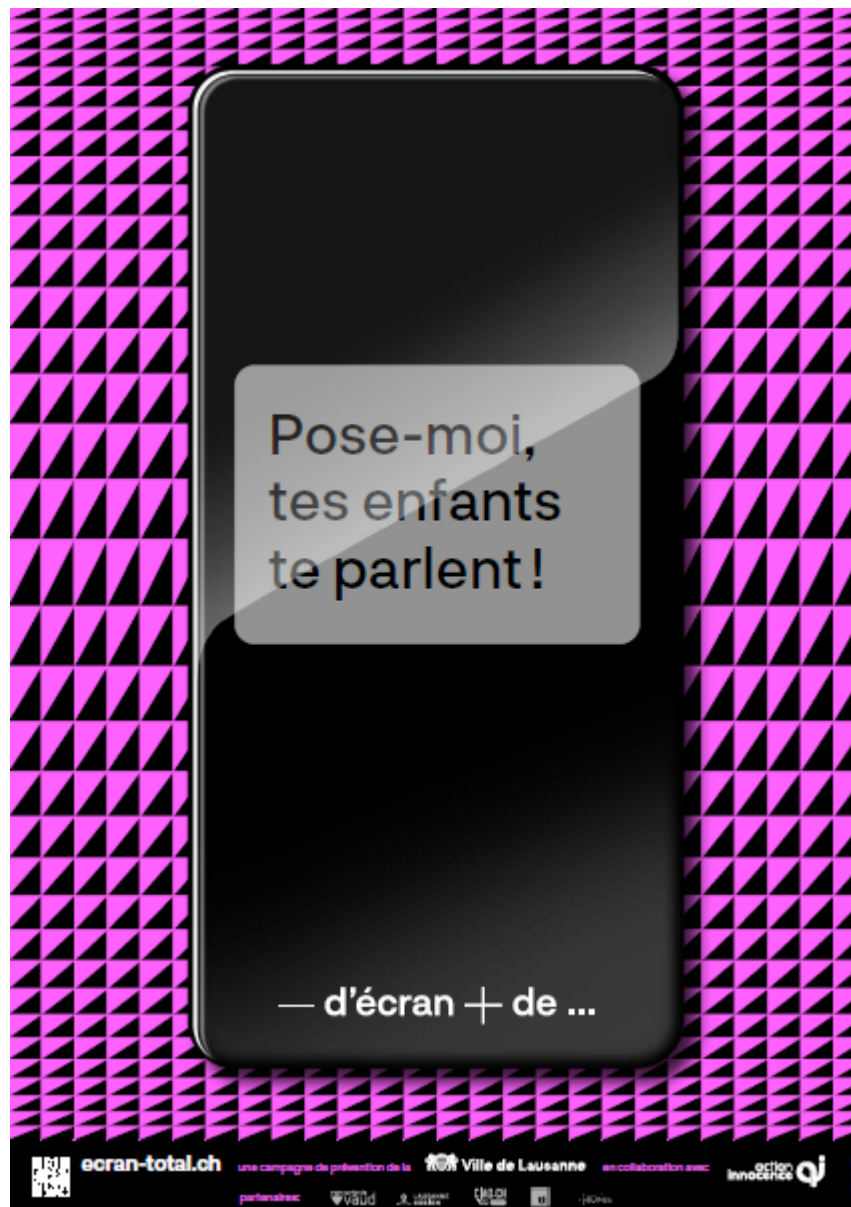 Pose-moi,
tes enfants
te parlent !
— d'écran + de ...
ecran-total.ch
une campagne de prévention de la
Ville de Lausanne
en collaboration avec
action
innocence
partenaires:
vaud